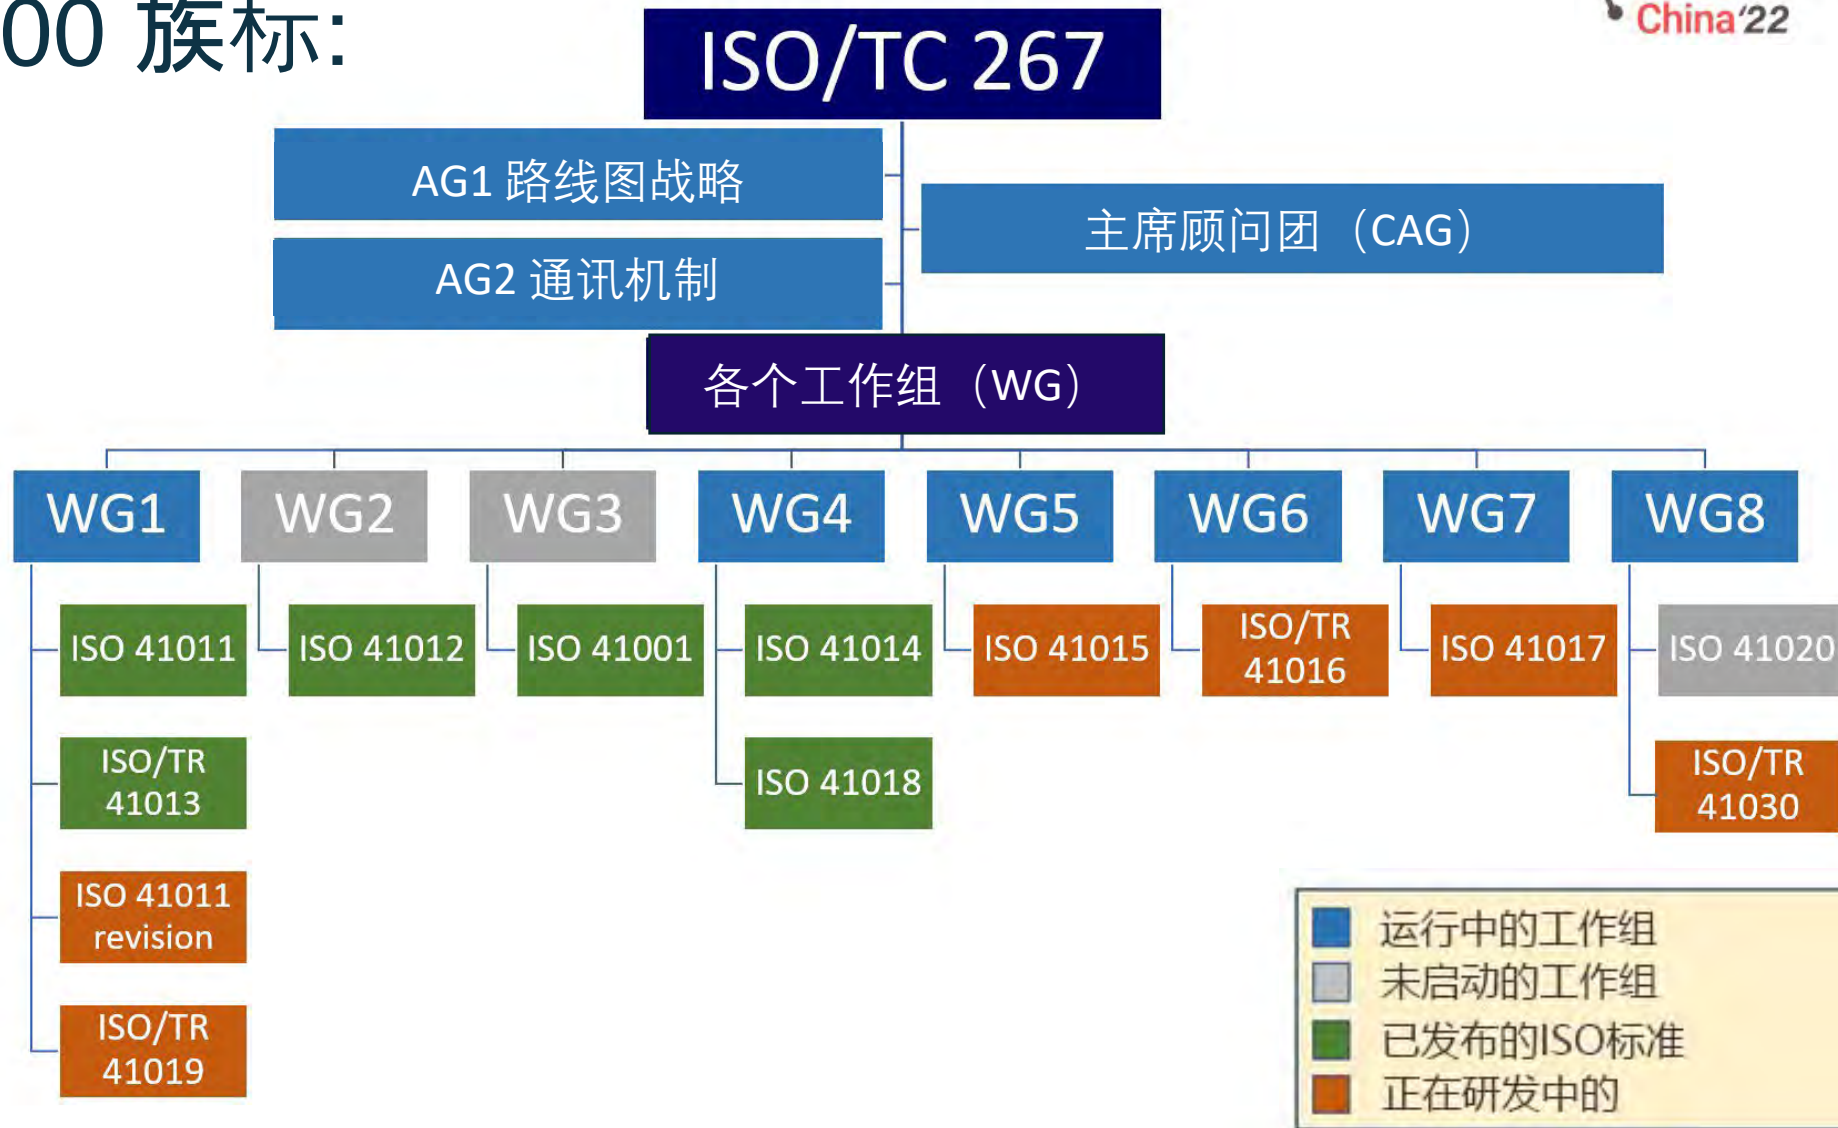 00 族标:
China'22
ISO/TC 267
AG1 路线图战略
主席顾问团（CAG）
AG2 通讯机制
各个工作组（WG）
WG1
WG2
WG3
WG4
WG5
WG6
WG7
WG8
ISO 41011
ISO 41012
ISO 41001
ISO 41014
ISO 41015
ISO/TR
41016
ISO 41017
ISO 41020
ISO/TR
41013
ISO 41018
ISO/TR
41030
ISO 41011
revision
ISO/TR
41019
运行中的工作组
未启动的工作组
已发布的ISO标准
正在研发中的